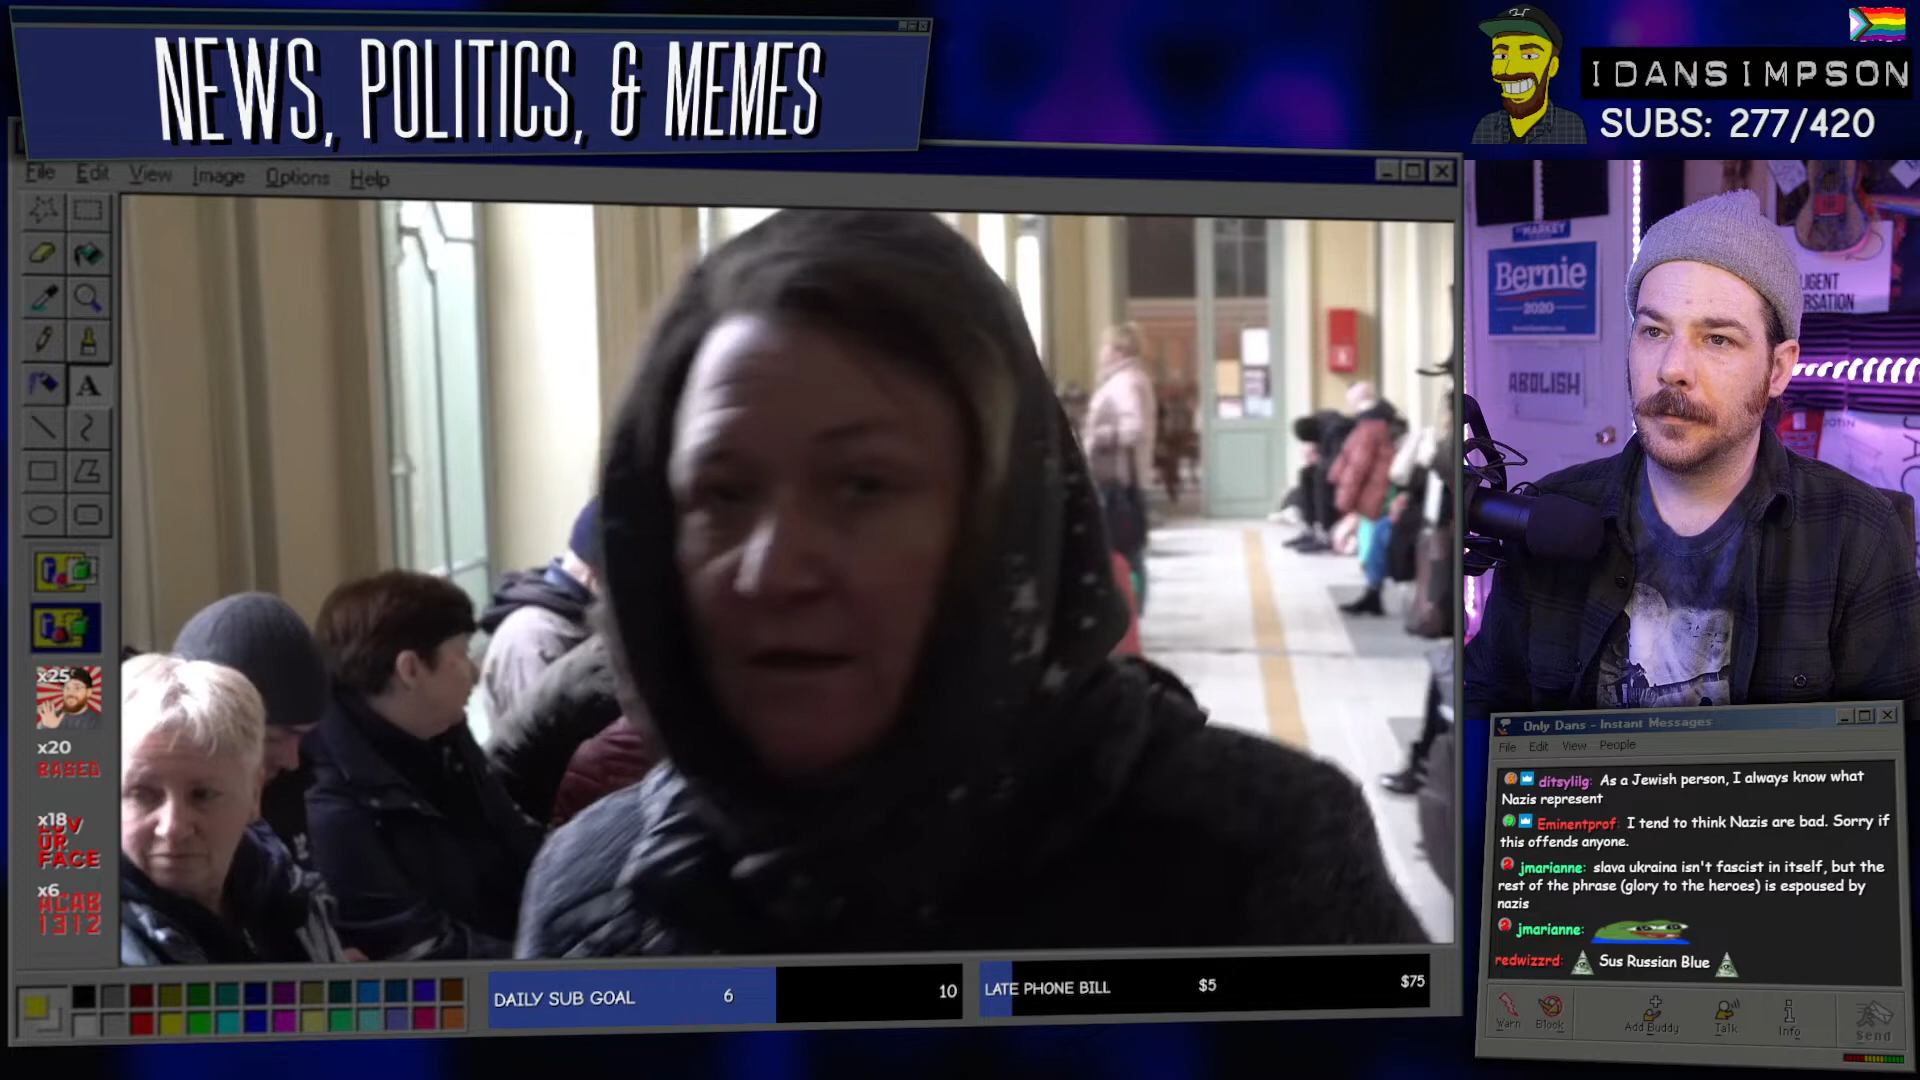 NEWS, POLITICS, & MEMES
IDANSIMPSON
SUBS: 277/420
File Edit View Image Options Help
A
x25
x20
BASED
x18
LUV
UR
FACE
x6
ACAB
1312
MARKEY
Bernie
2020
ABOLISH
DAILY SUB GOAL 6 10
LATE PHONE BILL $5 $75
Only Dans - Instant Messages
File Edit View People
ditsylilg: As a Jewish person, I always know what
Nazis represent
Eminentprof: I tend to think Nazis are bad. Sorry if
this offends anyone.
jmarianne: slava ukraina isn't fascist in itself, but the
rest of the phrase (glory to the heroes) is espoused by
nazis
jmarianne:
redwizzrd: Sus Russian Blue
Warn Block Add Buddy Talk Info Send